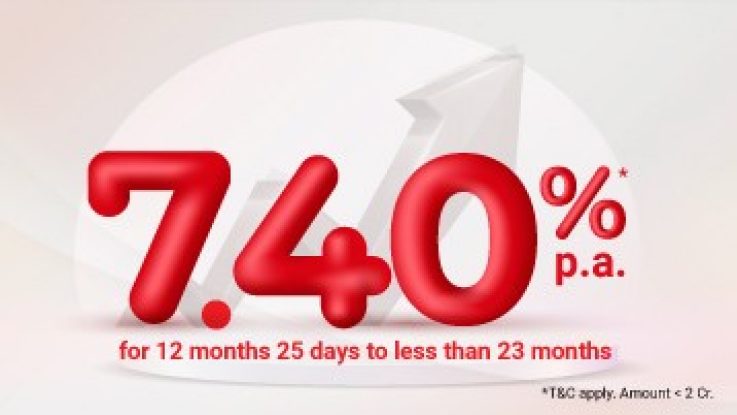 7.40%* p.a.
for 12 months 25 days to less than 23 months
*T&C apply. Amount < 2 Cr.